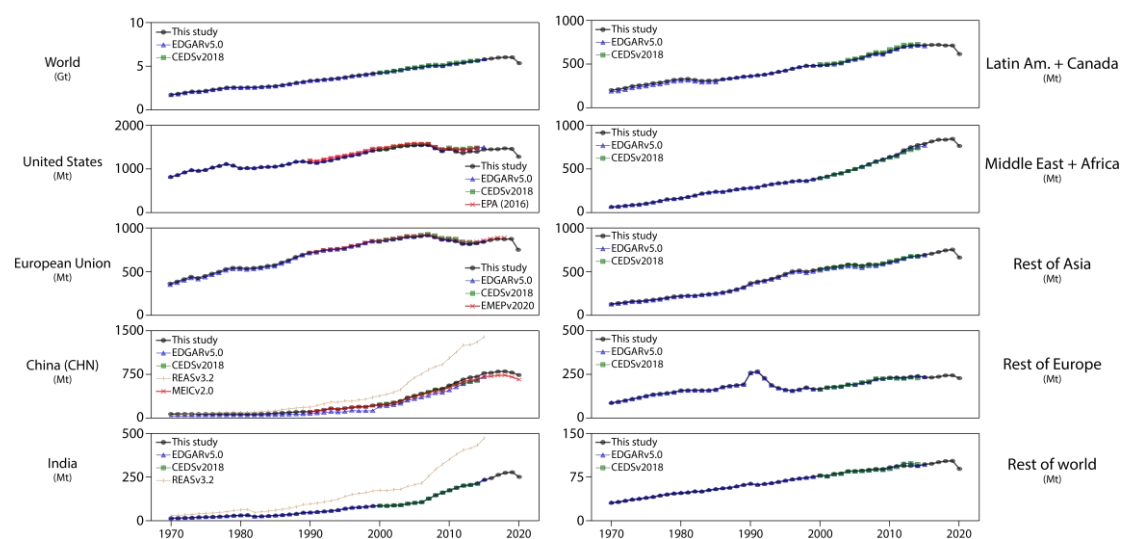 World
(Gt)
10
5
0
This study
EDGARv5.0
CEDSv2018
United States
(Mt)
2000
1000
0
This study
EDGARv5.0
CEDSv2018
EPA (2016)
European Union
(Mt)
1000
500
0
This study
EDGARv5.0
CEDSv2018
EMEPv2020
China (CHN)
(Mt)
1500
750
0
This study
EDGARv5.0
CEDSv2018
REASv3.2
MEICv2.0
India
(Mt)
500
250
0
This study
EDGARv5.0
CEDSv2018
REASv3.2
1970 1980 1990 2000 2010 2020
1000
500
0
This study
EDGARv5.0
CEDSv2018
Latin Am. + Canada
(Mt)
1000
500
0
This study
EDGARv5.0
CEDSv2018
Middle East + Africa
(Mt)
1000
500
0
This study
EDGARv5.0
CEDSv2018
Rest of Asia
(Mt)
500
250
0
This study
EDGARv5.0
CEDSv2018
Rest of Europe
(Mt)
150
75
0
This study
EDGARv5.0
CEDSv2018
Rest of world
(Mt)
1970 1980 1990 2000 2010 2020